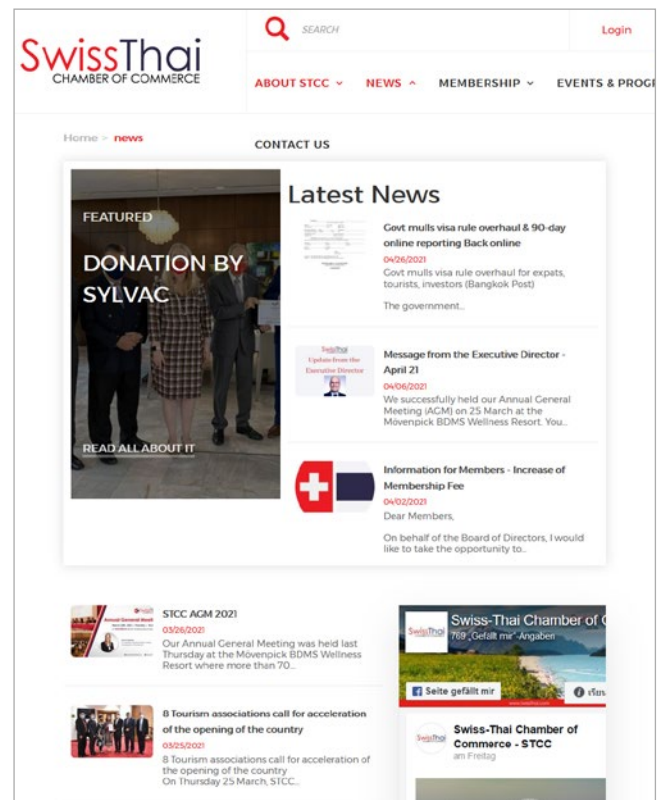 SEARCH
Login
SwissThai
CHAMBER OF COMMERCE
ABOUT STCC
NEWS
MEMBERSHIP
EVENTS & PROG
CONTACT US
Home > news
FEATURED
DONATION BY
SYLVAC
READ ALL ABOUT IT
Latest News
Govt mulls visa rule overhaul & 90-day
online reporting Back online
04/26/2021
Govt mulls visa rule overhaul for expats,
tourists, investors (Bangkok Post)
The government...
SwissThai
Update from the
Executive Director
Message from the Executive Director -
April 21
04/06/2021
We successfully held our Annual General
Meeting (AGM) on 25 March at the
Mövenpick BDMS Wellness Resort. You...
Information for Members - Increase of
Membership Fee
04/02/2021
Dear Members,
On behalf of the Board of Directors, I would
like to take the opportunity to...
Annual General Meeti
STCC AGM 2021
03/26/2021
Our Annual General Meeting was held last
Thursday at the Mövenpick BDMS Wellness
Resort where more than 70...
8 Tourism associations call for acceleration
of the opening of the country
03/25/2021
8 Tourism associations call for acceleration of
the opening of the country
On Thursday 25 March, STCC...
SwissThai
Swiss-Thai Chamber of C
769 „Gefällt mir"-Angaben
Seite gefällt mir
www.swissthai.com
SwissThai
Swiss-Thai Chamber of
Commerce - STCC
am Freitag